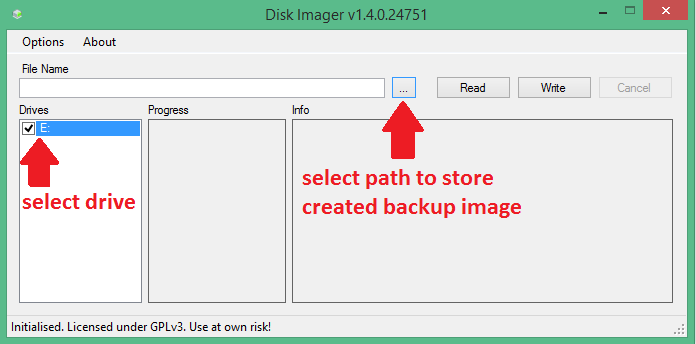 Disk Imager v1.4.0.24751
Options About
File Name
... Read Write Cancel
Drives Progress Info
E:
select drive
select path to store
created backup image
Initialised. Licensed under GPLv3. Use at own risk!